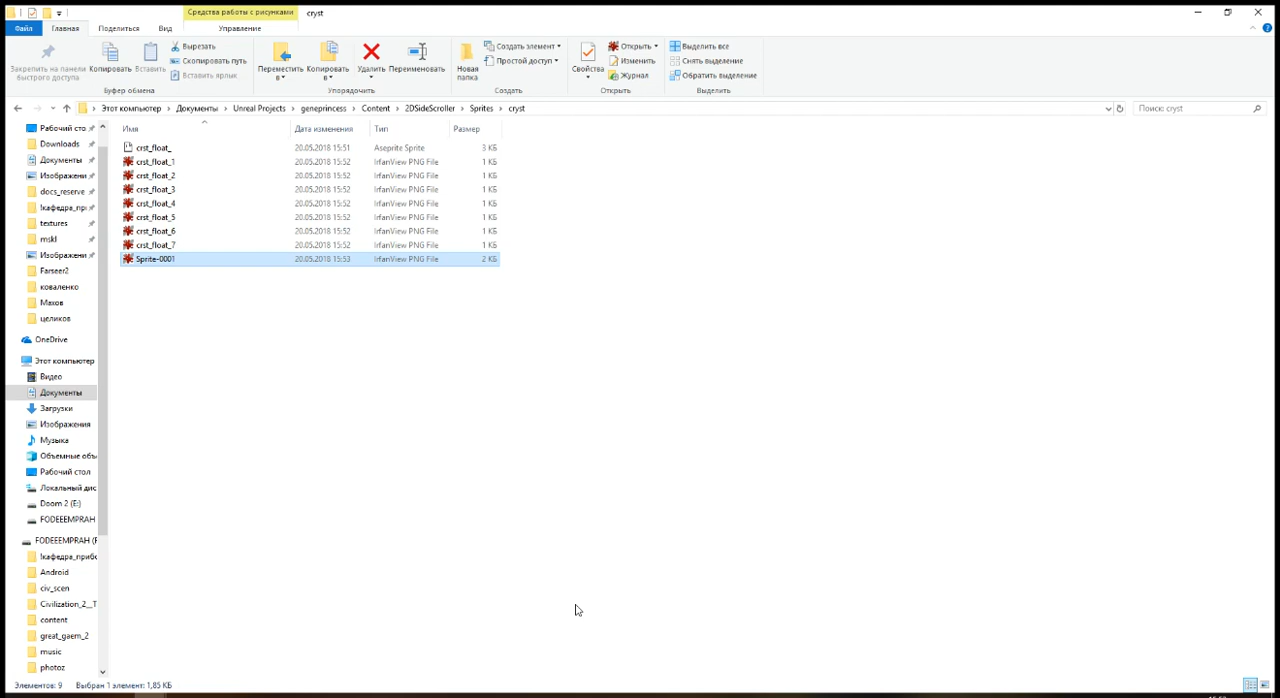 Средства работы с рисунками
cryst
Файл
Главная
Поделиться
Вид
Управление
Закрепить на панели
быстрого доступа
Копировать
Вставить
Вырезать
Скопировать путь
Вставить ярлык
Буфер обмена
Переместить
в
Копировать
в
Удалить
Переименовать
Упорядочить
Новая
папка
Создать элемент
Простой доступ
Создать
Свойства
Открыть
Изменить
Журнал
Открыть
Выделить все
Снять выделение
Обратить выделение
Выделить
Этот компьютер > Документы > Unreal Projects > geneprincess > Content > 2DSideScroller > Sprites > cryst
Поиск cryst
Имя Дата изменения Тип Размер
crst_float_ 20.05.2018 15:51 Aseprite Sprite 3 КБ
crst_float_1 20.05.2018 15:52 IrfanView PNG File 1 КБ
crst_float_2 20.05.2018 15:52 IrfanView PNG File 1 КБ
crst_float_3 20.05.2018 15:52 IrfanView PNG File 1 КБ
crst_float_4 20.05.2018 15:52 IrfanView PNG File 1 КБ
crst_float_5 20.05.2018 15:52 IrfanView PNG File 1 КБ
crst_float_6 20.05.2018 15:52 IrfanView PNG File 1 КБ
crst_float_7 20.05.2018 15:52 IrfanView PNG File 1 КБ
Sprite-0001 20.05.2018 15:53 IrfanView PNG File 2 КБ
Рабочий сто
Downloads
Документы
Изображени
docs_reserve
!кафедра_при
textures
mskl
Изображени
Farseer2
коваленко
Махов
целиков
OneDrive
Этот компьютер
Видео
Документы
Загрузки
Изображения
Музыка
Объемные объ
Рабочий стол
Локальный дис
Doom 2 (E:)
FODEEEMPRAH
FODEEEMPRAH (F
!кафедра_прибо
Android
civ_scen
Civilization_2__T
content
great_gaem_2
music
photoz
Элементов: 9 Выбран 1 элемент: 1,85 КБ